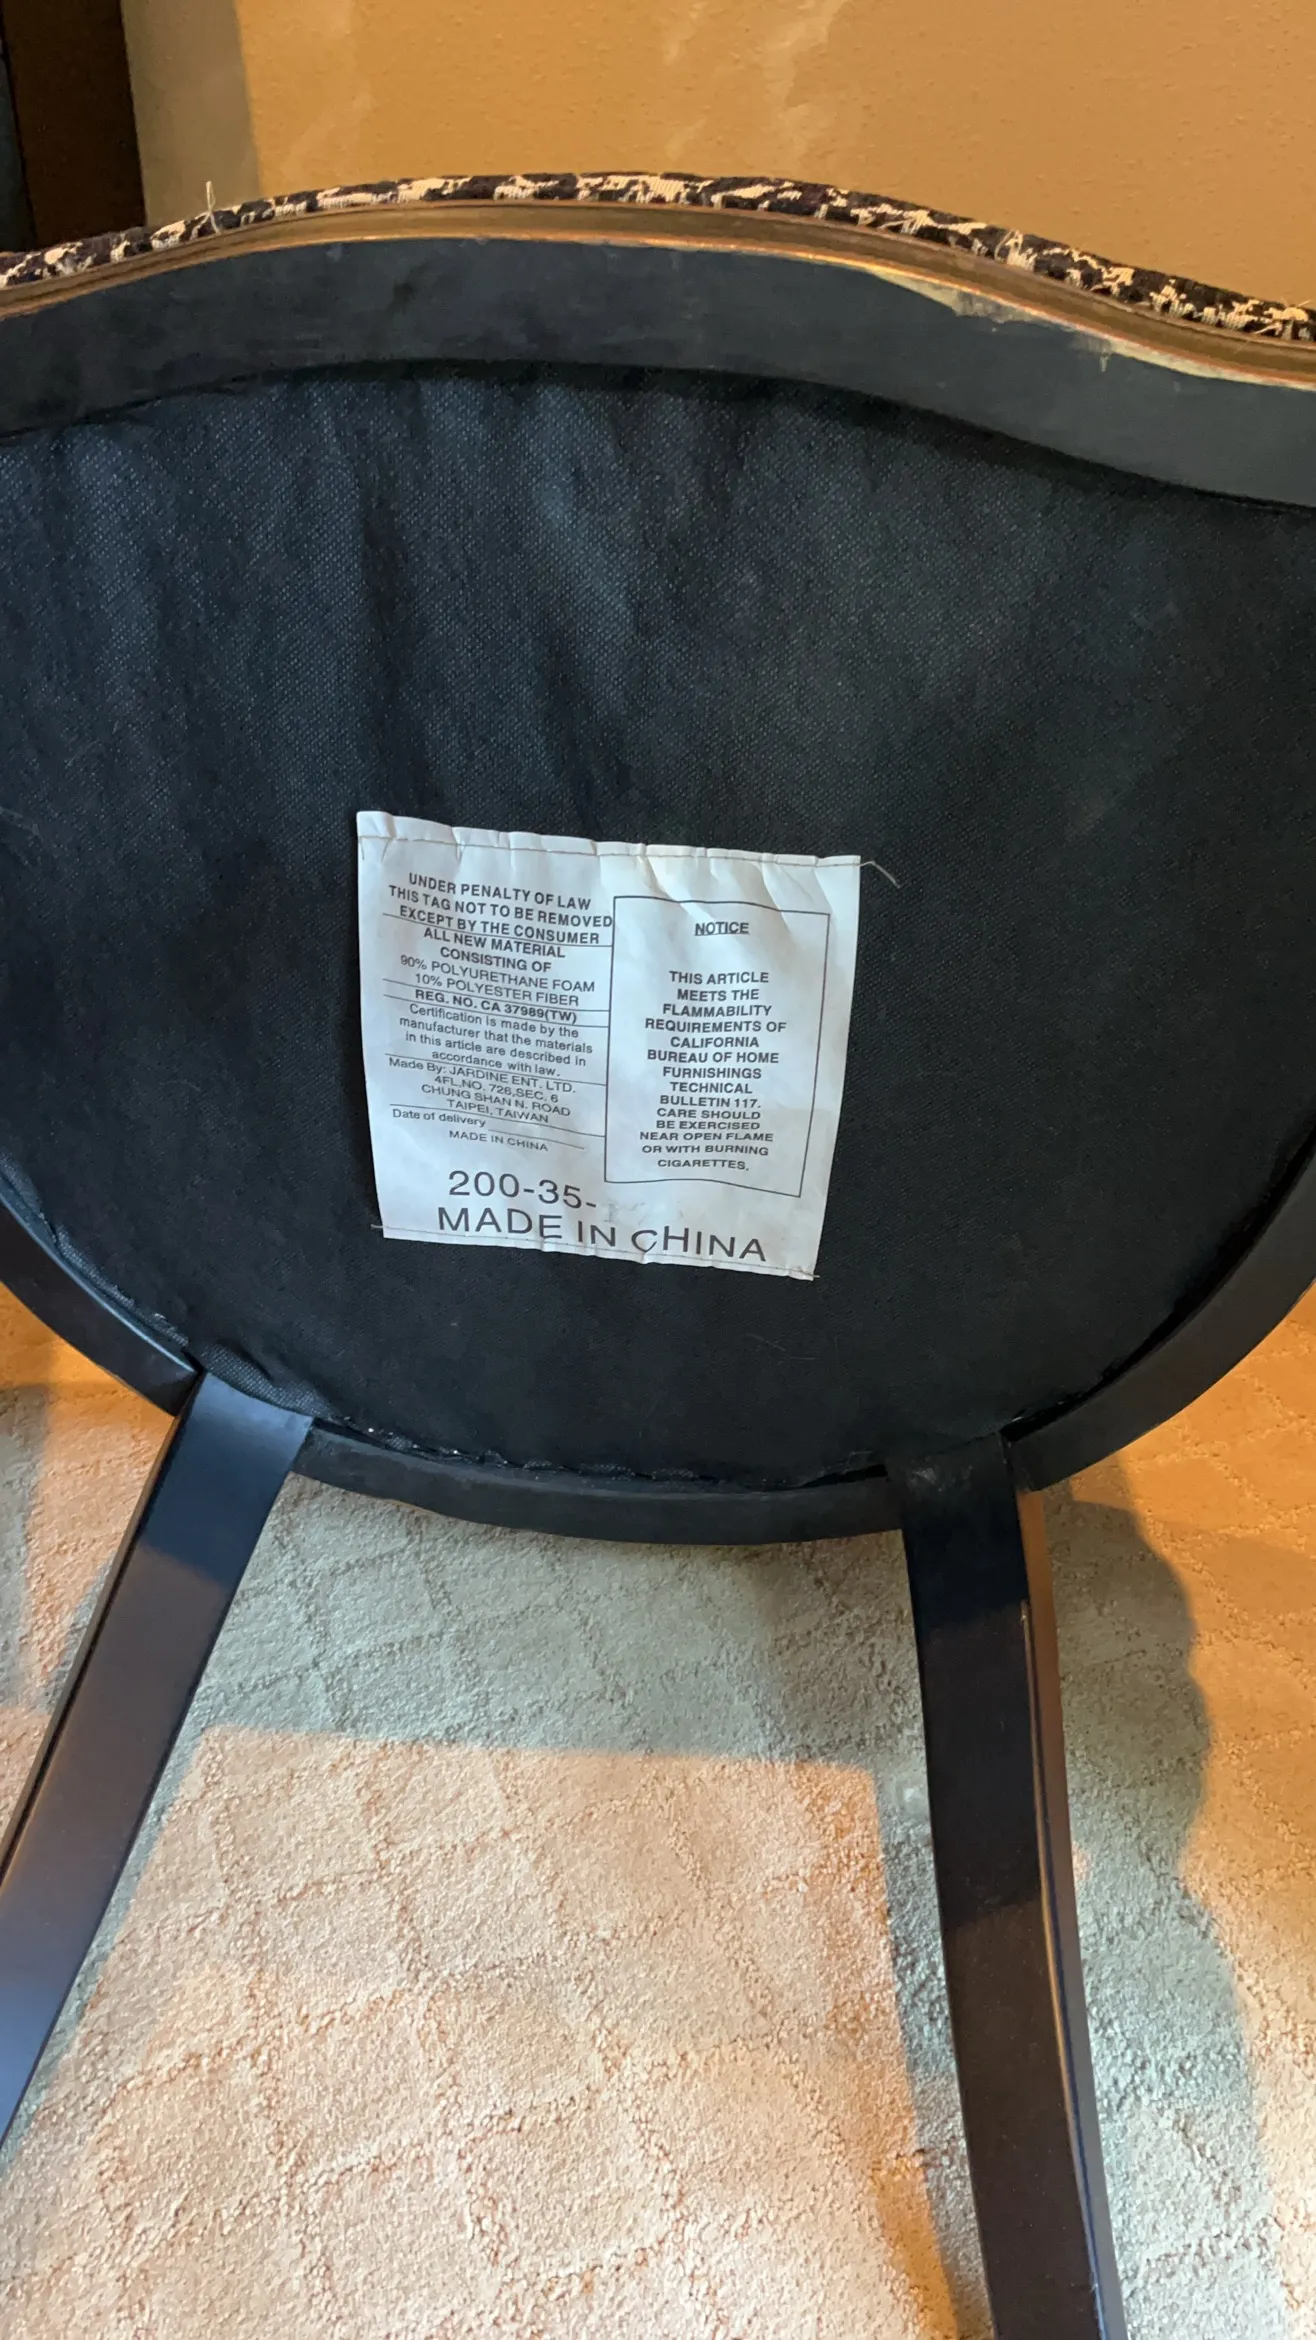 UNDER PENALTY OF LAW
THIS TAG NOT TO BE REMOVED
EXCEPT BY THE CONSUMER
ALL NEW MATERIAL
CONSISTING OF
90% POLYURETHANE FOAM
10% POLYESTER FIBER
REG. NO. CA 37989(TW)
Certification is made by the
manufacturer that the materials
in this article are described in
accordance with law.
Made By: JARDINE ENT. LTD.
4FL,NO. 726,SEC, 6
CHUNG SHAN N. ROAD
TAIPEI, TAIWAN
Date of delivery
MADE IN CHINA
NOTICE
THIS ARTICLE
MEETS THE
FLAMMABILITY
REQUIREMENTS OF
CALIFORNIA
BUREAU OF HOME
FURNISHINGS
TECHNICAL
BULLETIN 117.
CARE SHOULD
BE EXERCISED
NEAR OPEN FLAME
OR WITH BURNING
CIGARETTES.
200-35-
MADE IN CHINA